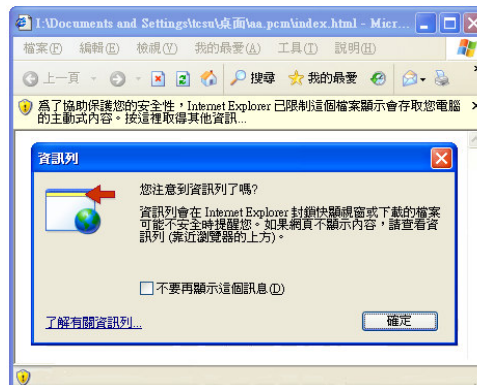 I:\Documents and Settings\tcsu\桌面\aa.pcm\index.html - Micr...
檔案(F) 編輯(E) 檢視(V) 我的最愛(A) 工具(T) 說明(H)
上一頁 搜尋 我的最愛
為了協助保護您的安全性，Internet Explorer 已限制這個檔案顯示會存取您電腦
的主動式內容。按這裡取得其他資訊...
資訊列
您注意到資訊列了嗎?
資訊列會在 Internet Explorer 封鎖快顯視窗或下載的檔案
可能不安全時提醒您。如果網頁不顯示內容，請查看資
訊列 (靠近瀏覽器的上方)。
不要再顯示這個訊息(D)
了解有關資訊列...
確定